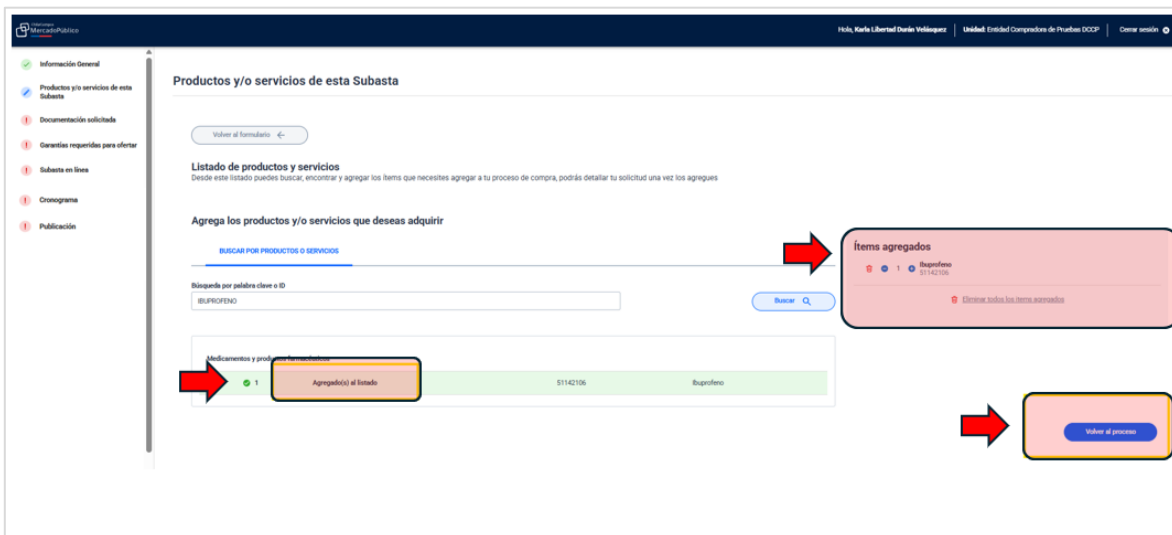 ChileCompra
MercadoPúblico
Hola, Karla Libertad Durán Velásquez
Unidad: Entidad Compradora de Pruebas DCCP
Cerrar sesión
Información General
Productos y/o servicios de esta
Subasta
Documentación solicitada
Garantías requeridas para ofertar
Subasta en línea
Cronograma
Publicación
Productos y/o servicios de esta Subasta
Volver al formulario
Listado de productos y servicios
Desde este listado puedes buscar, encontrar y agregar los ítems que necesites agregar a tu proceso de compra, podrás detallar tu solicitud una vez los agregues
Agrega los productos y/o servicios que deseas adquirir
BUSCAR POR PRODUCTOS O SERVICIOS
Búsqueda por palabra clave o ID
IBUPROFENO
Buscar
Medicamentos y productos farmacéuticos
1 Agregado(s) al listado 51142106 Ibuprofeno
Ítems agregados
1 Ibuprofeno
51142106
Eliminar todos los ítems agregados
Volver al proceso